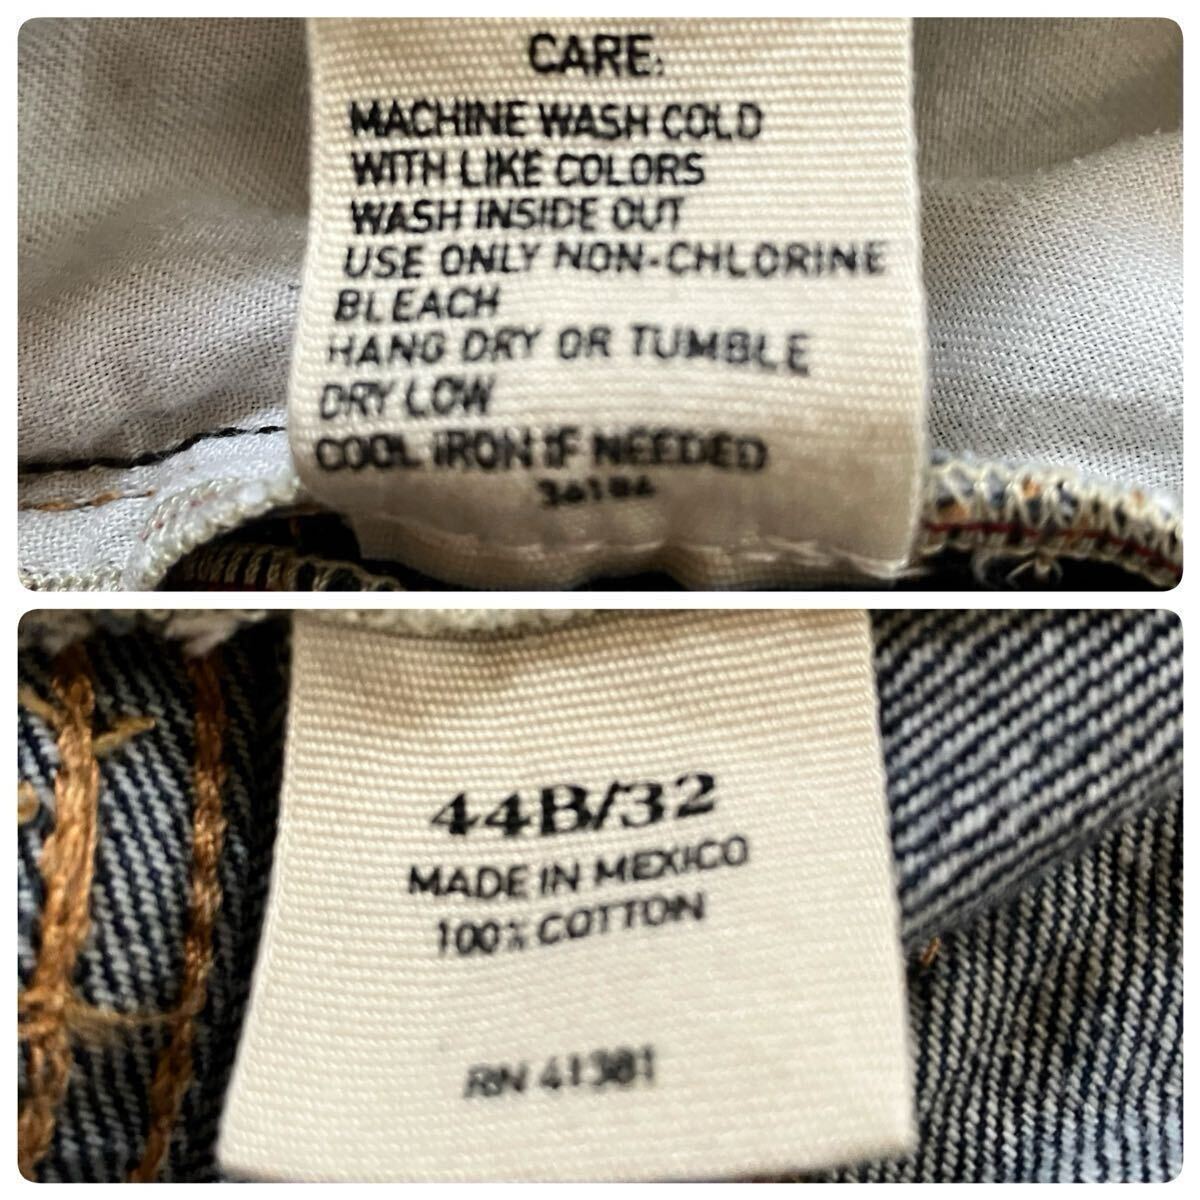 CARE:
MACHINE WASH COLD
WITH LIKE COLORS
WASH INSIDE OUT
USE ONLY NON-CHLORINE
BLEACH
HANG DRY OR TUMBLE
DRY LOW
COOL IRON IF NEEDED
36184
44B/32
MADE IN MEXICO
100% COTTON
RN 41381